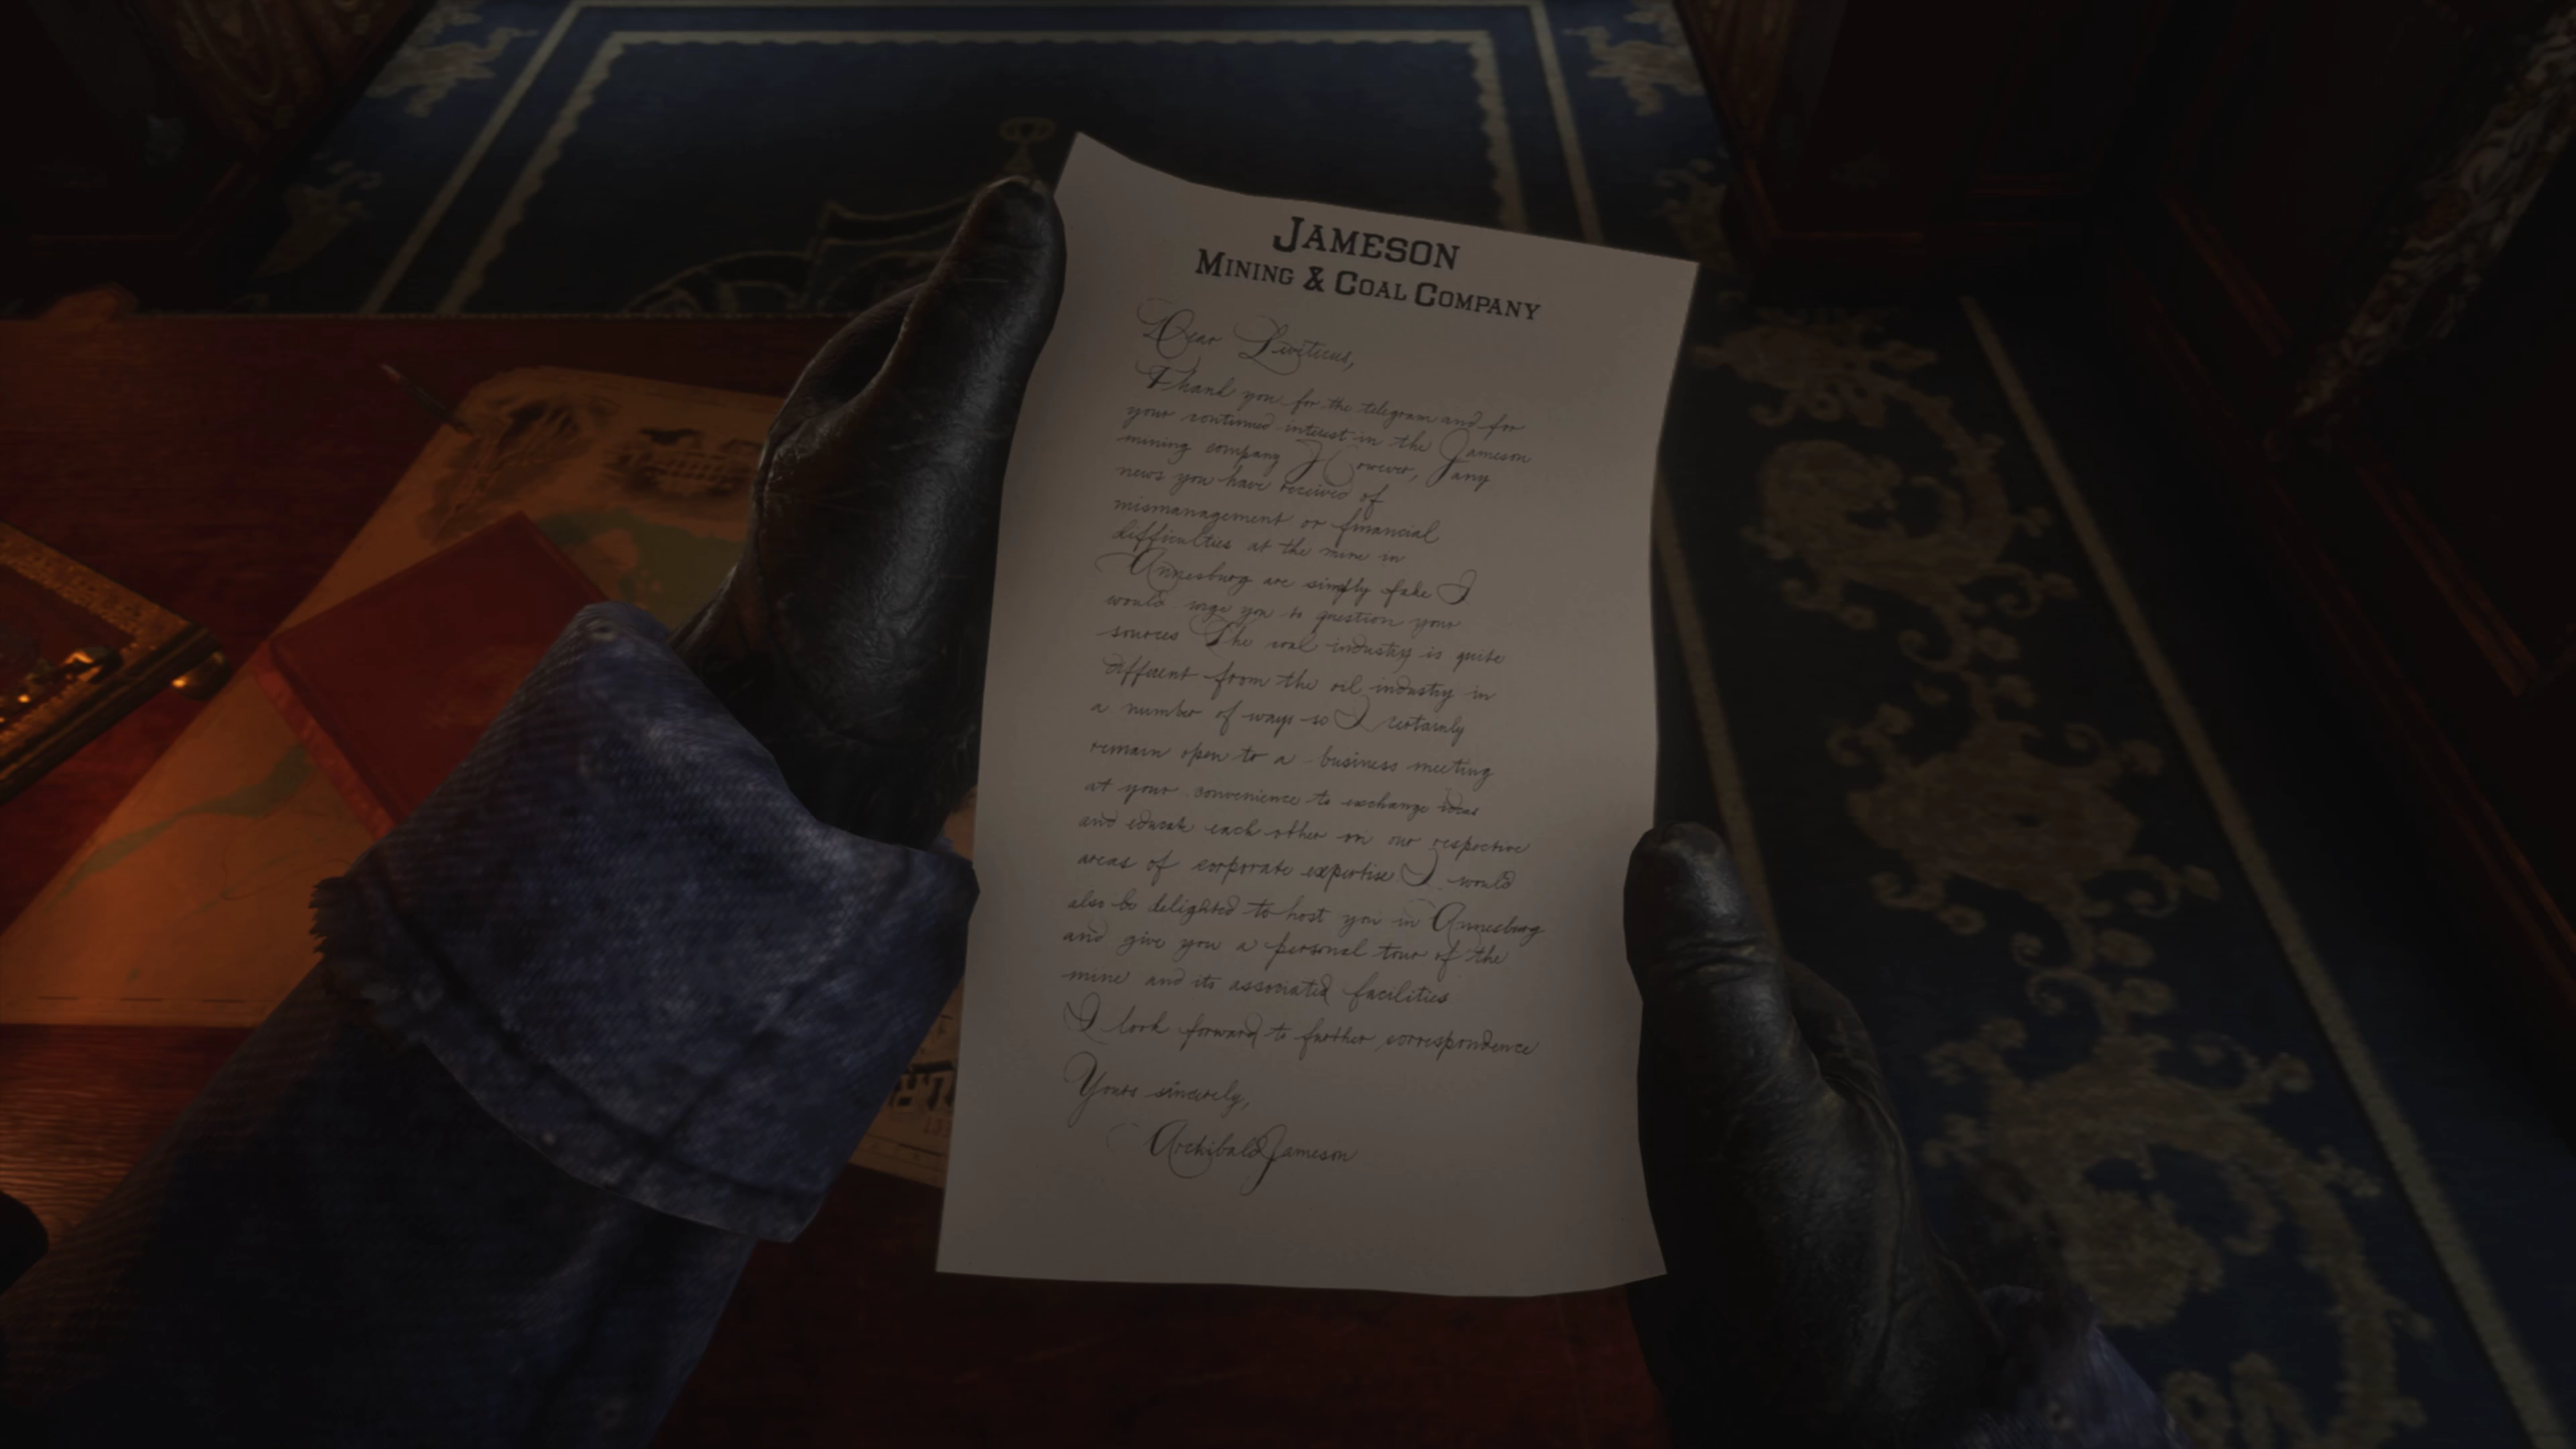 JAMESON
MINING & COAL COMPANY
Dear Leviticus,
Thank you for the telegram and for
your continued interest in the Jameson
mining company However, Jany
news you have received of
mismanagement or financial
difficulties at the mine in
Annesburg are simply fake I
would urge you to question your
sources The coal industry is quite
different from the oil industry in
a number of ways so I certainly
remain open to a business meeting
at your convenience to exchange ideas
and educate each other on our respective
areas of corporate expertise I would
also be delighted to host you in Annesburg
and give you a personal tour of the
mine and its associated facilities
I look forward to further correspondence
Yours sincerely,
Archibald Jameson